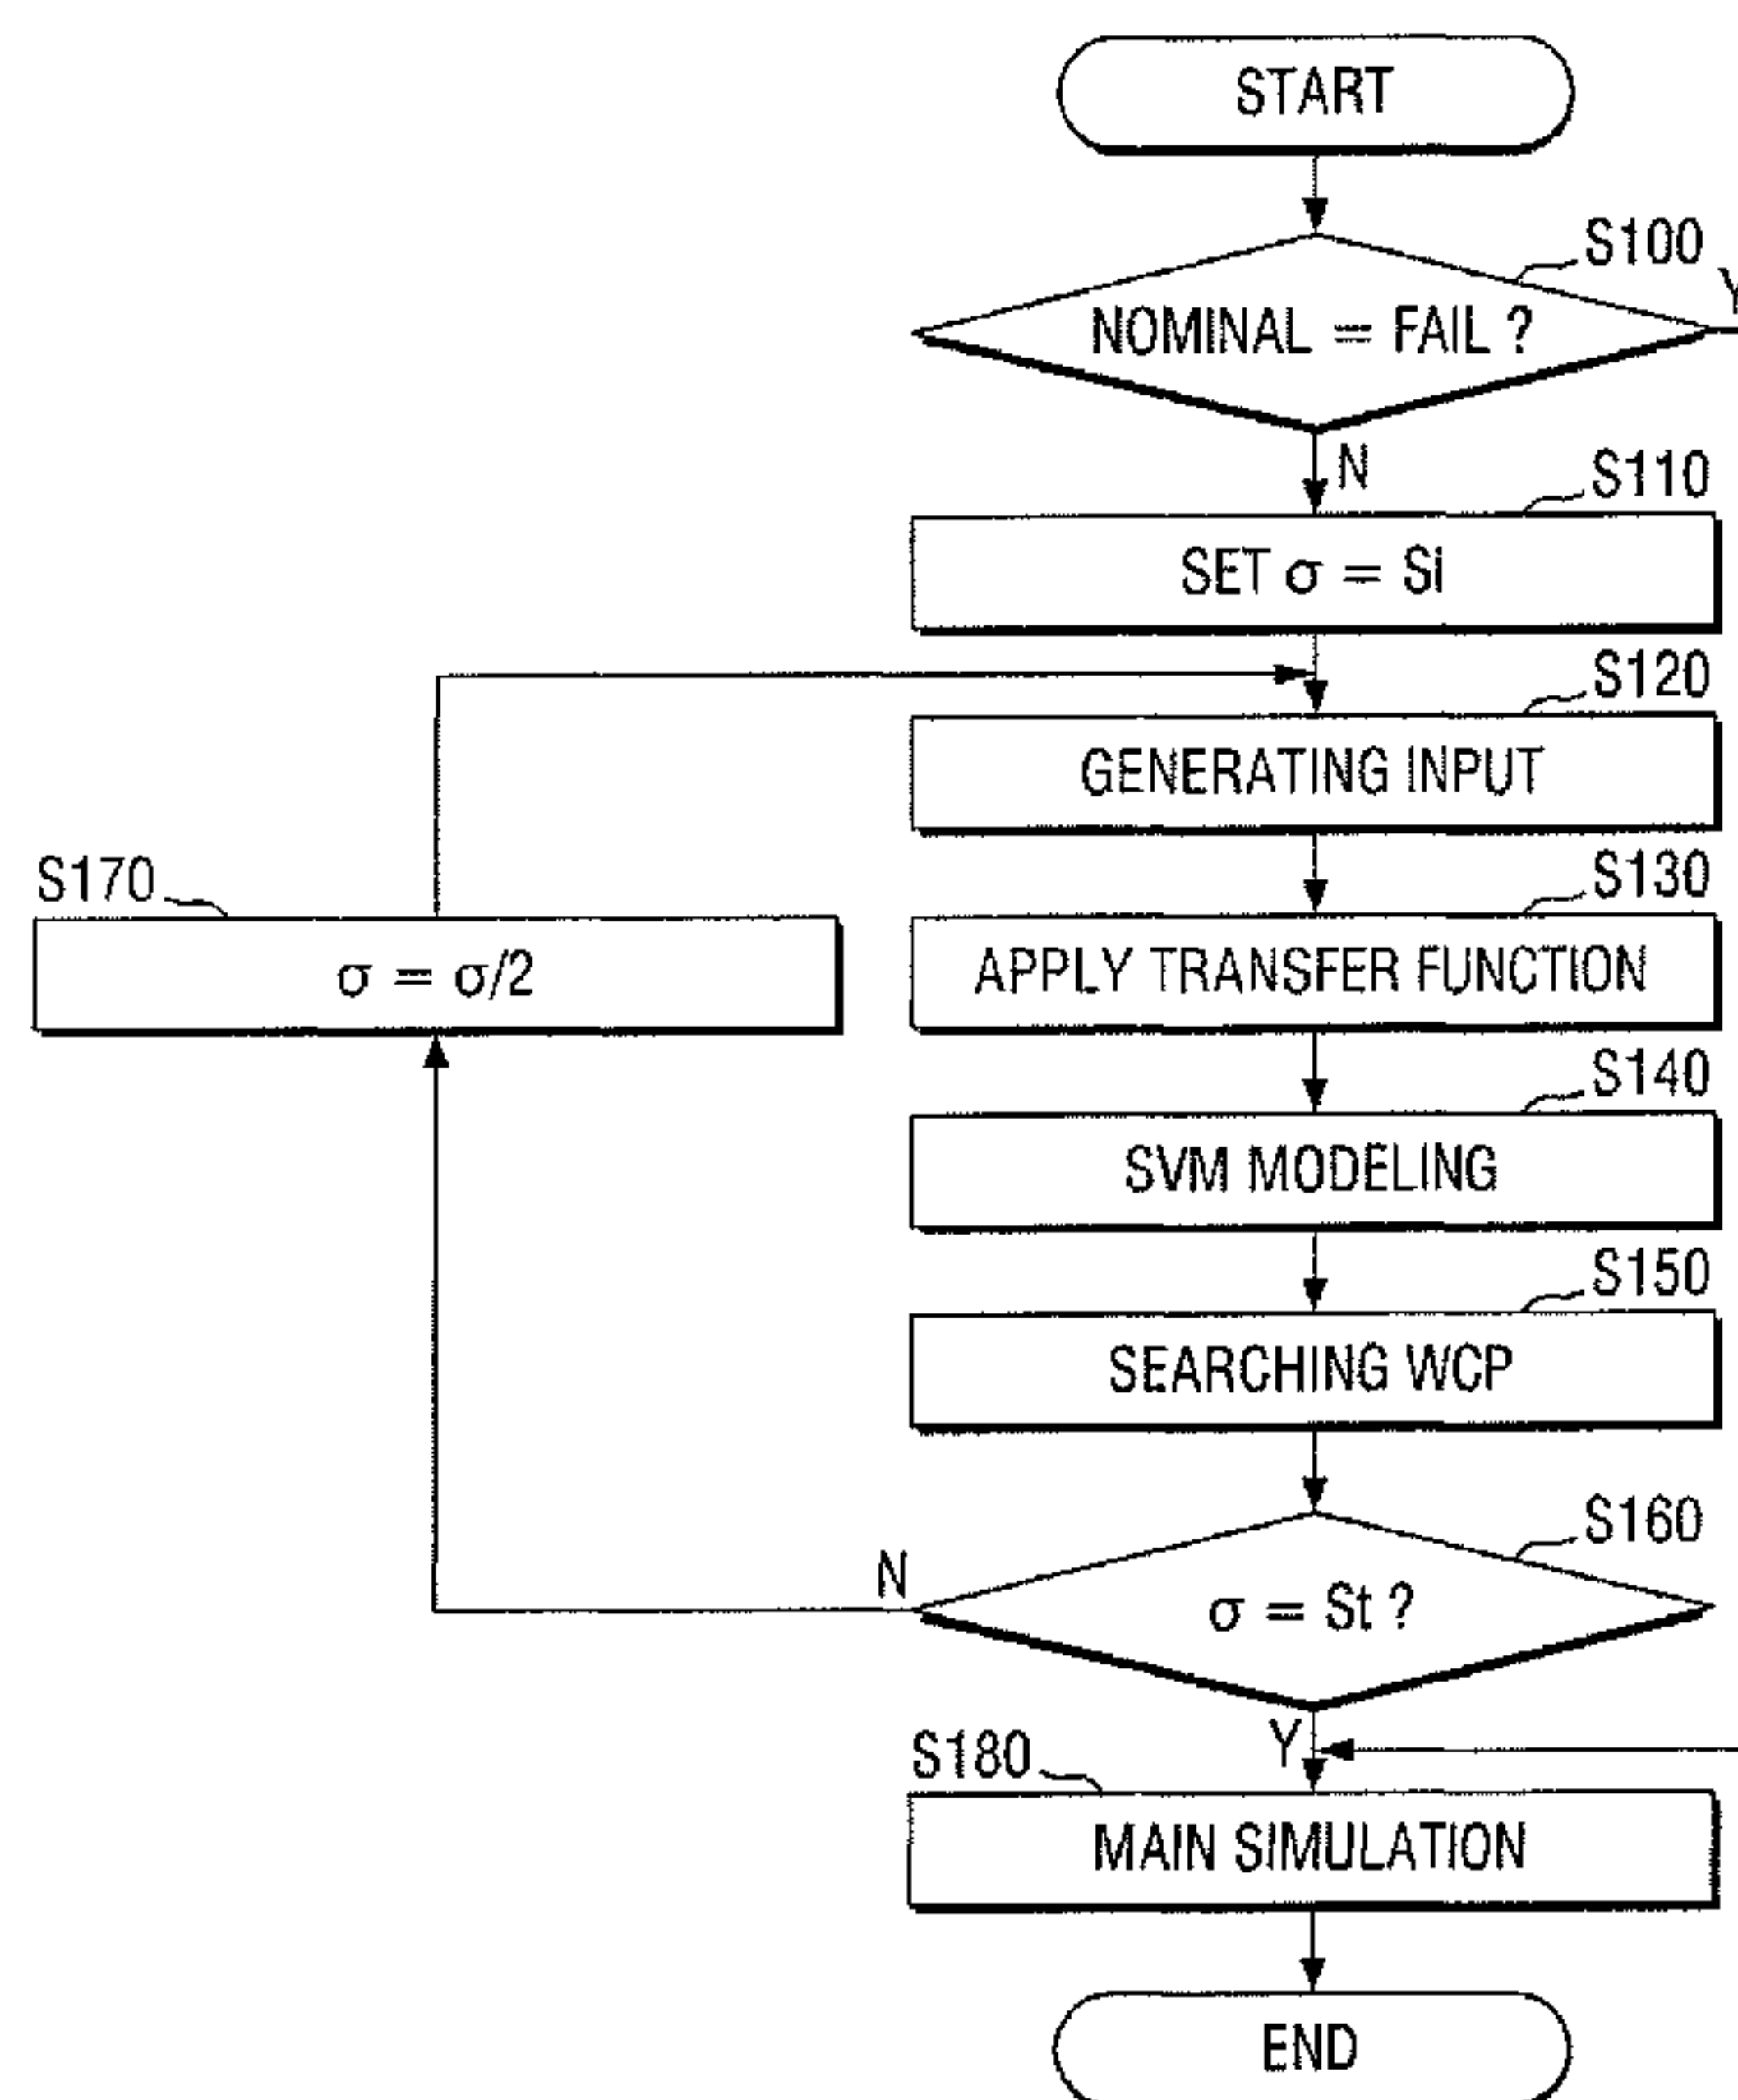 START
S100
NOMINAL = FAIL ?
Y
N
S110
SET σ = Si
S120
GENERATING INPUT
S170
σ = σ/2
S130
APPLY TRANSFER FUNCTION
S140
SVM MODELING
S150
SEARCHING WCP
S160
N
σ = St ?
Y
S180
MAIN SIMULATION
END